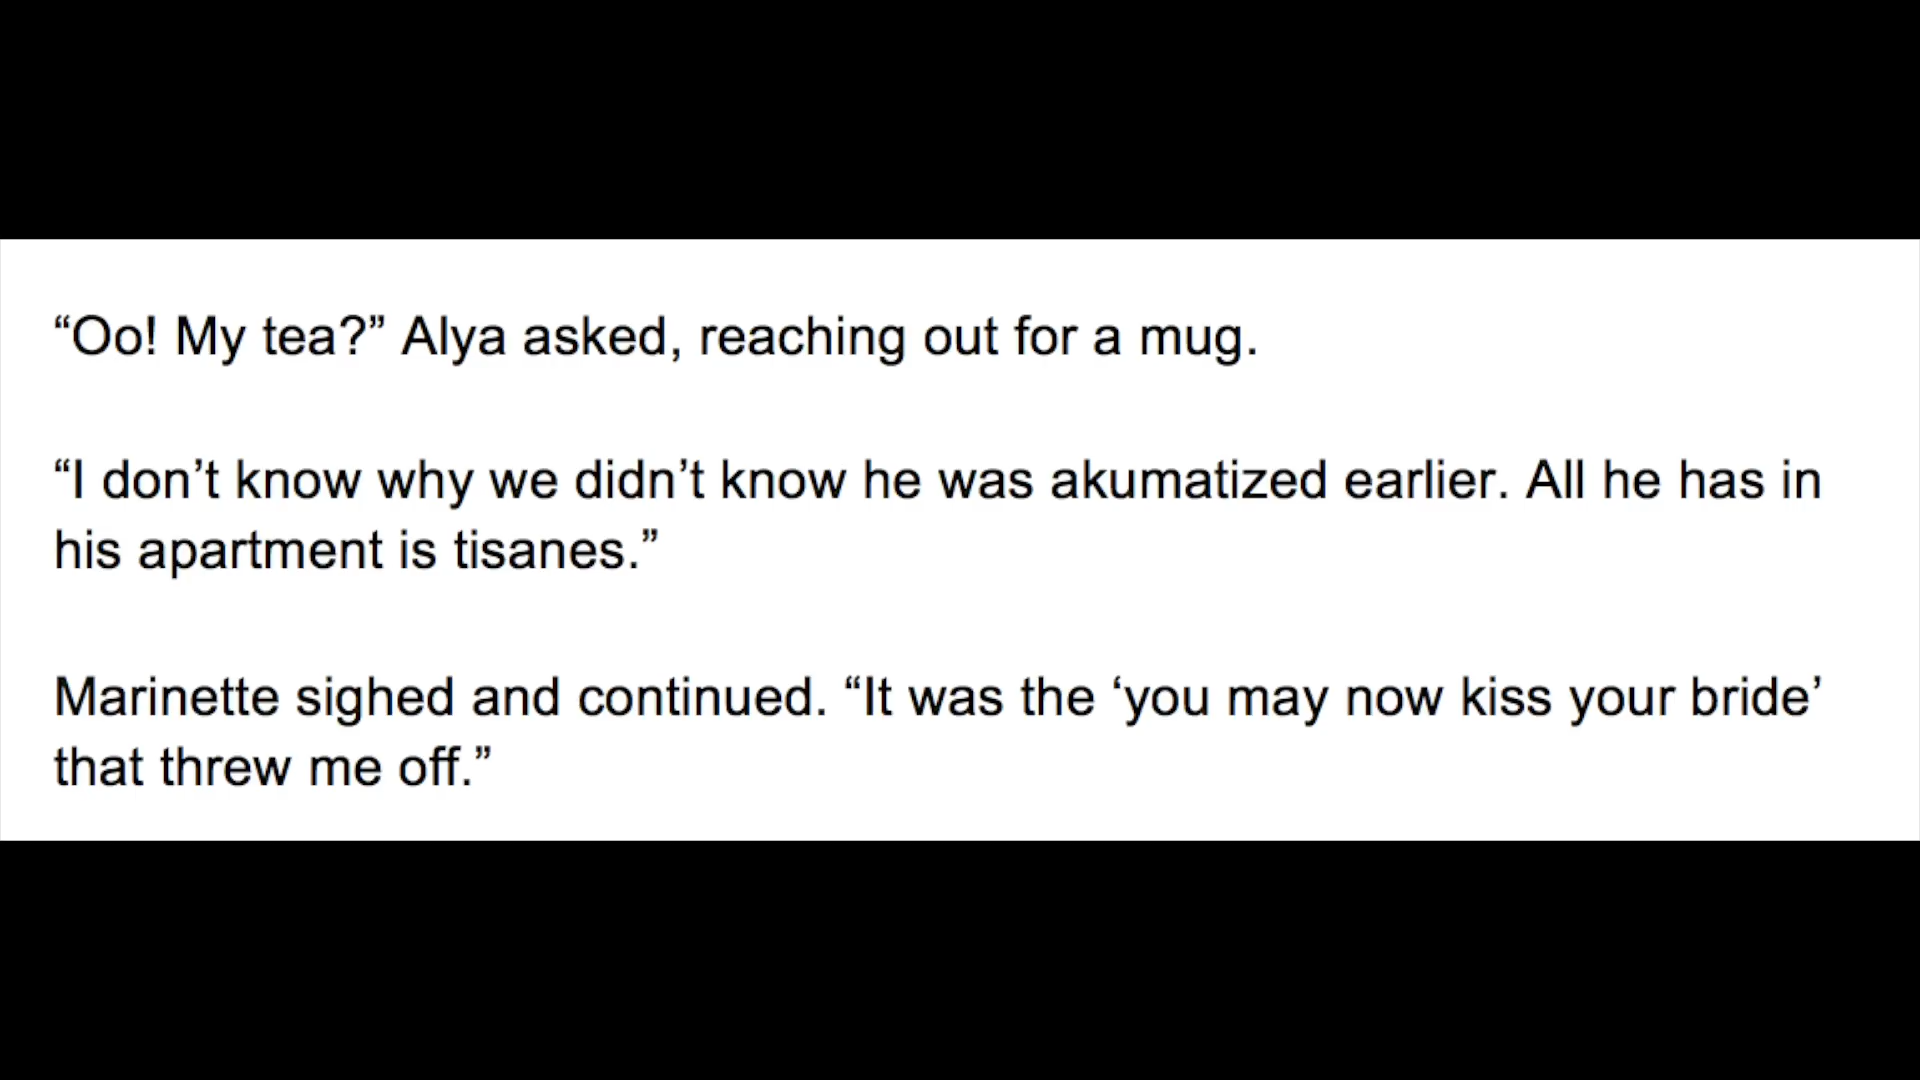 “Oo! My tea?” Alya asked, reaching out for a mug.
“I don’t know why we didn’t know he was akumatized earlier. All he has in
his apartment is tisanes.”
Marinette sighed and continued. “It was the ‘you may now kiss your bride’
that threw me off.”